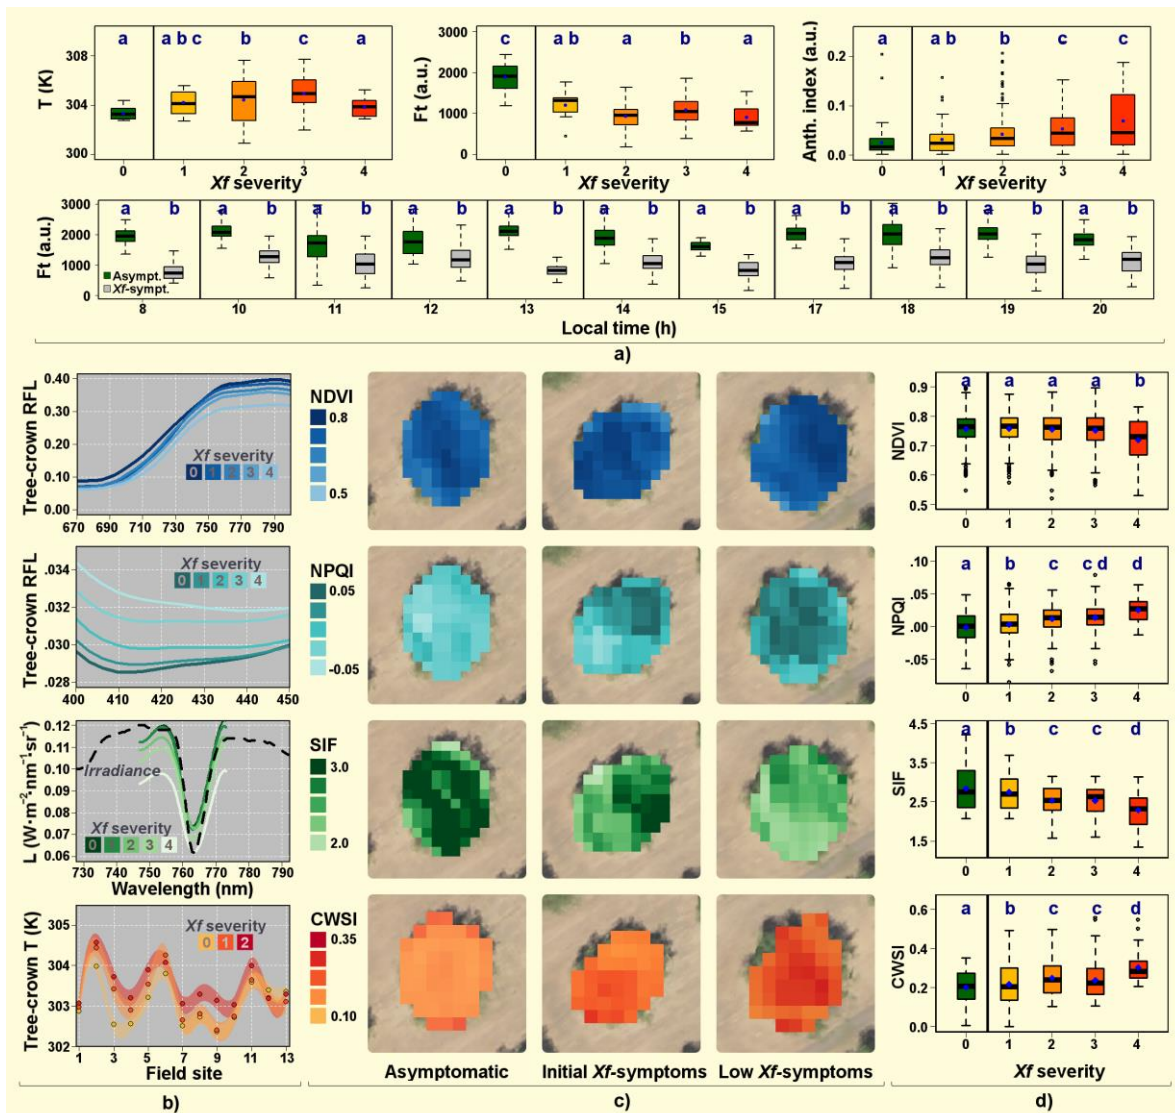 a a b c b c a
T (K)
308
304
300
0 1 2 3 4
Xf severity
c a b a b a
Ft (a.u.)
3000
2000
1000
0
0 1 2 3 4
Xf severity
a a b b c c
Anth. index (a.u.)
0.2
0.1
0.0
0 1 2 3 4
Xf severity
a b a b a b a b a b a b a b a b a b a b a b
Ft (a.u.)
3000
2000
1000
0
Asympt.
Xf-sympt.
8 10 11 12 13 14 15 17 18 19 20
Local time (h)
a)
Tree-crown RFL
0.40
0.30
0.20
0.10
0.00
Xf severity
0 1 2 3 4
670 690 710 730 750 770 790
Tree-crown RFL
.034
.032
.030
.028
Xf severity
0 1 2 3 4
400 410 420 430 440 450
L (W·m-2·nm-1·sr-1)
0.12
0.11
0.10
0.09
0.08
0.07
0.06
Irradiance
Xf severity
0 2 3 4
730 740 750 760 770 780 790
Wavelength (nm)
Tree-crown T (K)
305
304
303
302
Xf severity
0 1 2
1 3 5 7 9 11 13
Field site
b)
NDVI
0.8
0.5
NPQI
0.05
-0.05
SIF
3.0
2.0
CWSI
0.35
0.10
Asymptomatic Initial Xf-symptoms Low Xf-symptoms
c)
a a a a b
NDVI
0.9
0.8
0.7
0.6
0.5
0 1 2 3 4
a b c c d d
NPQI
.10
.05
.00
-.05
0 1 2 3 4
a b c c d
SIF
4.5
3.5
2.5
1.5
0 1 2 3 4
a b c c d
CWSI
0.6
0.4
0.2
0.0
0 1 2 3 4
Xf severity
d)